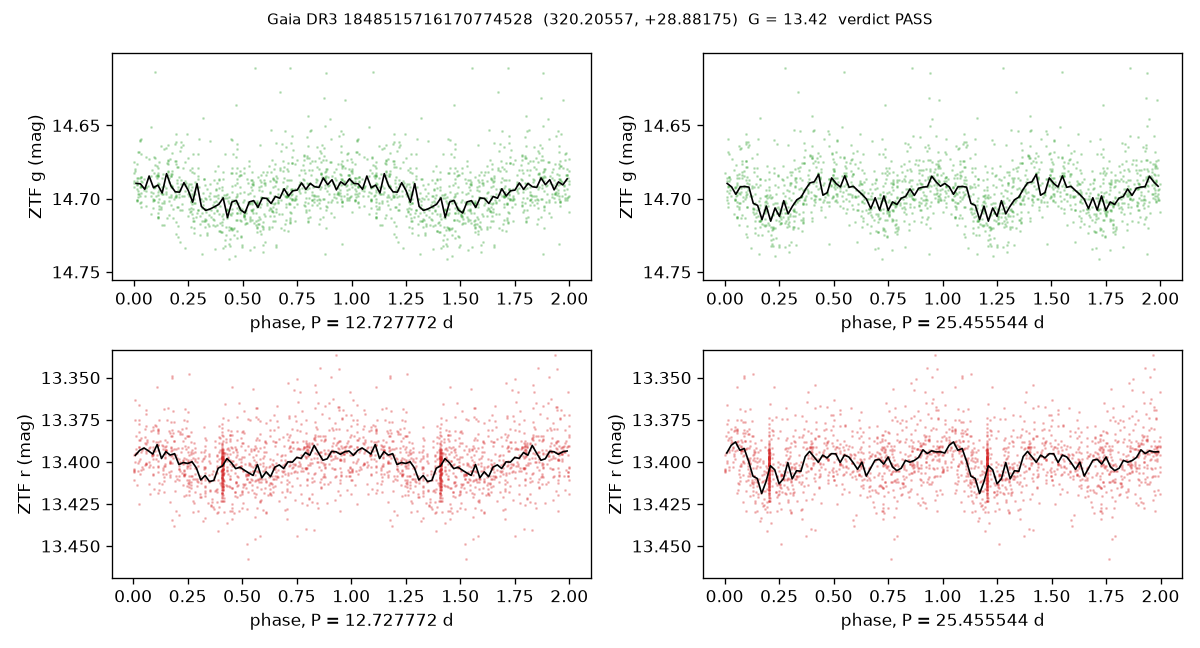 Gaia DR3 1848515716170774528 (320.20557, +28.88175) G = 13.42 verdict PASS
ZTF g (mag)
14.65
14.70
14.75
0.00 0.25 0.50 0.75 1.00 1.25 1.50 1.75 2.00
phase, P = 12.727772 d
ZTF g (mag)
14.65
14.70
14.75
0.00 0.25 0.50 0.75 1.00 1.25 1.50 1.75 2.00
phase, P = 25.455544 d
ZTF r (mag)
13.350
13.375
13.400
13.425
13.450
0.00 0.25 0.50 0.75 1.00 1.25 1.50 1.75 2.00
phase, P = 12.727772 d
ZTF r (mag)
13.350
13.375
13.400
13.425
13.450
0.00 0.25 0.50 0.75 1.00 1.25 1.50 1.75 2.00
phase, P = 25.455544 d